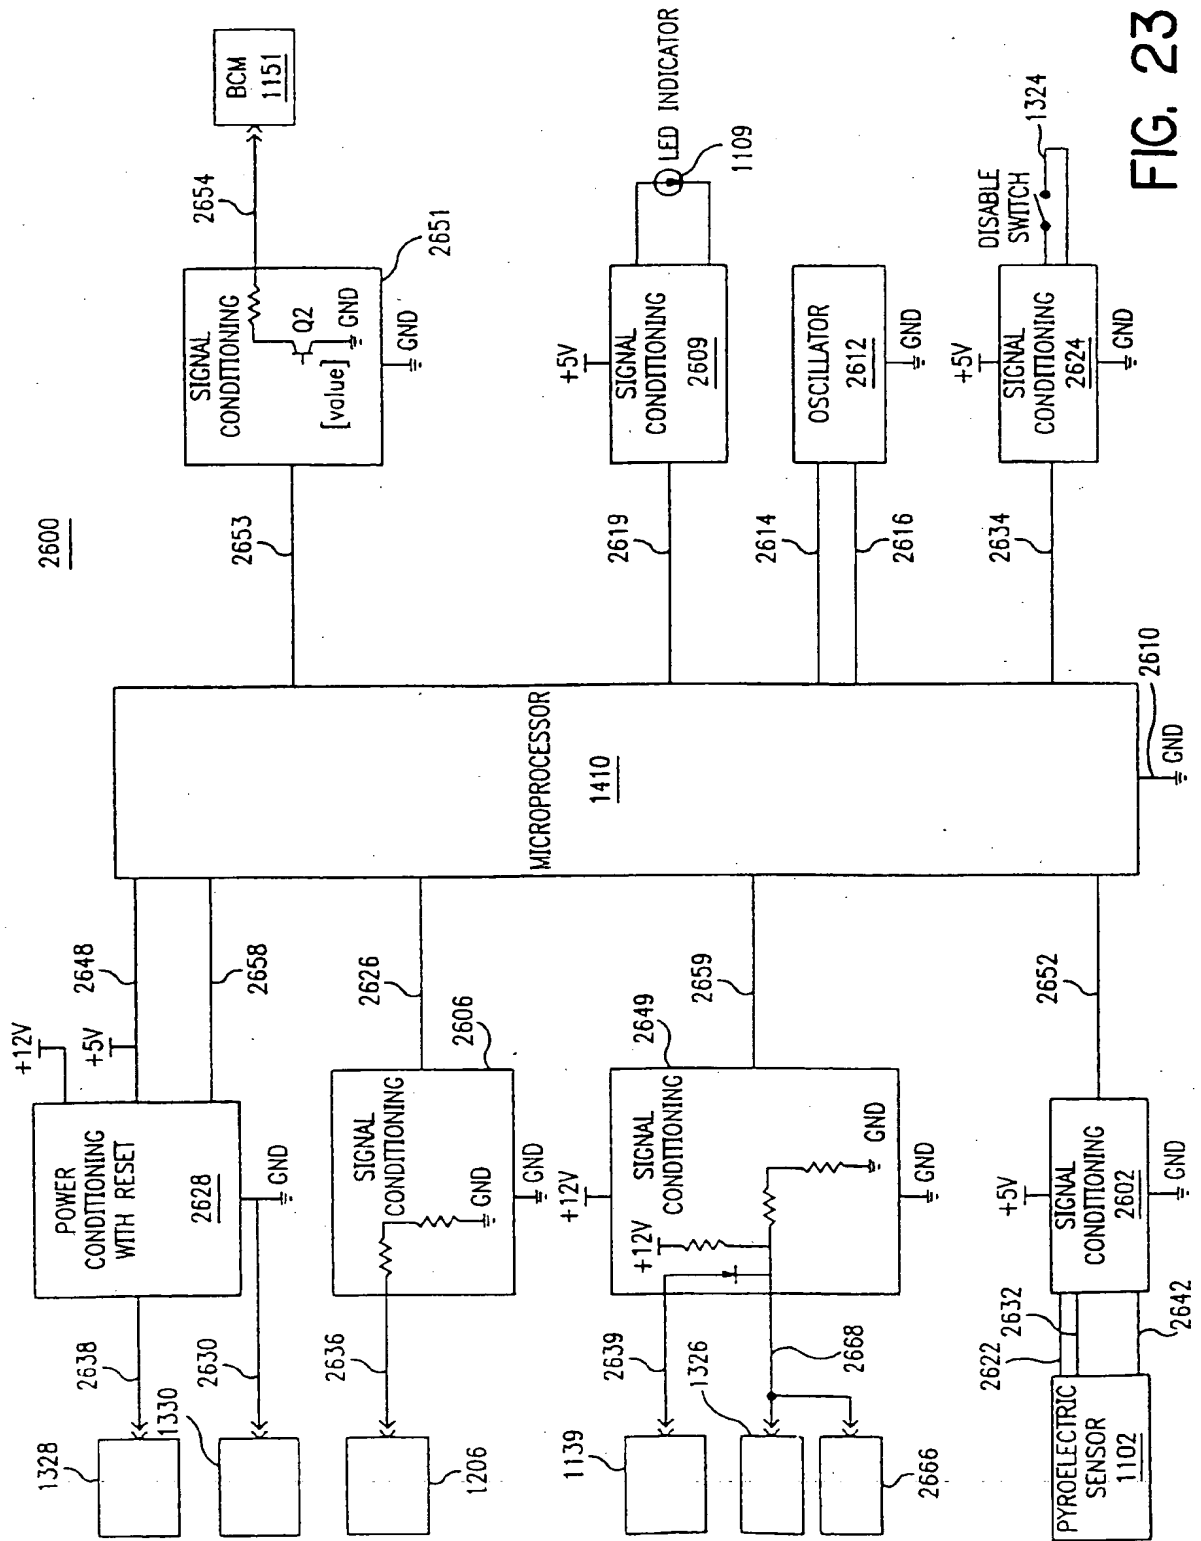 2600
POWER
CONDITIONING
WITH RESET
2628
+12V
+5V
GND
2648
2658
2638
2630
1328
1330
SIGNAL
CONDITIONING
GND
GND
2606
2626
2636
1206
+12V
SIGNAL
CONDITIONING
+12V
GND
GND
2649
2659
2639
1326
2668
1139
2666
+5V
SIGNAL
CONDITIONING
2602
GND
2652
2622
2632
2642
PYROELECTRIC
SENSOR
1102
MICROPROCESSOR
1410
2610
GND
2653
SIGNAL
CONDITIONING
Q2
[value]
GND
GND
2651
2654
BCM
1151
2619
+5V
SIGNAL
CONDITIONING
2609
LED INDICATOR
1109
2614
2616
OSCILLATOR
2612
GND
2634
+5V
SIGNAL
CONDITIONING
2624
GND
DISABLE
SWITCH
1324
FIG. 23